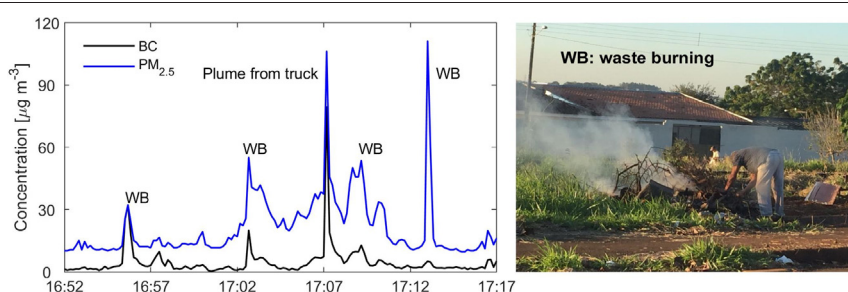 120
90
60
30
0
Concentration [µg m-3]
BC
PM2.5
Plume from truck
WB
WB
WB
WB
16:52
16:57
17:02
17:07
17:12
17:17
WB: waste burning